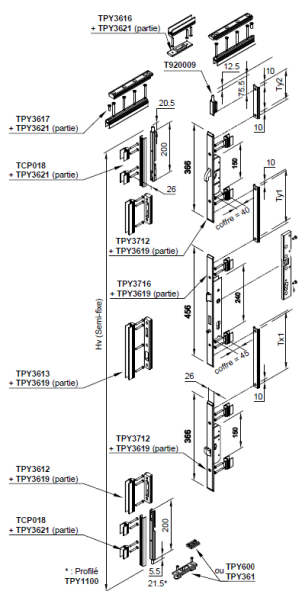 TPY3616
+ TPY3621 (partie)
T920009
12.5
75.5
10
Ty2
10
20.5
TPY3617
+ TPY3621 (partie)
200
366
150
TCP018
+ TPY3621 (partie)
26
10
Ty1
coffre = 40
TPY3712
+ TPY3619 (partie)
TPY3716
+ TPY3619 (partie)
Hv (Semi-fixe)
456
240
coffre = 45
Tx1
TPY3613
+ TPY3619 (partie)
26
10
366
150
TPY3712
+ TPY3619 (partie)
TPY3612
+ TPY3619 (partie)
TCP018
+ TPY3621 (partie)
200
* : Profilé
TPY1100
5.5
21.5*
TPY600
ou
TPY361